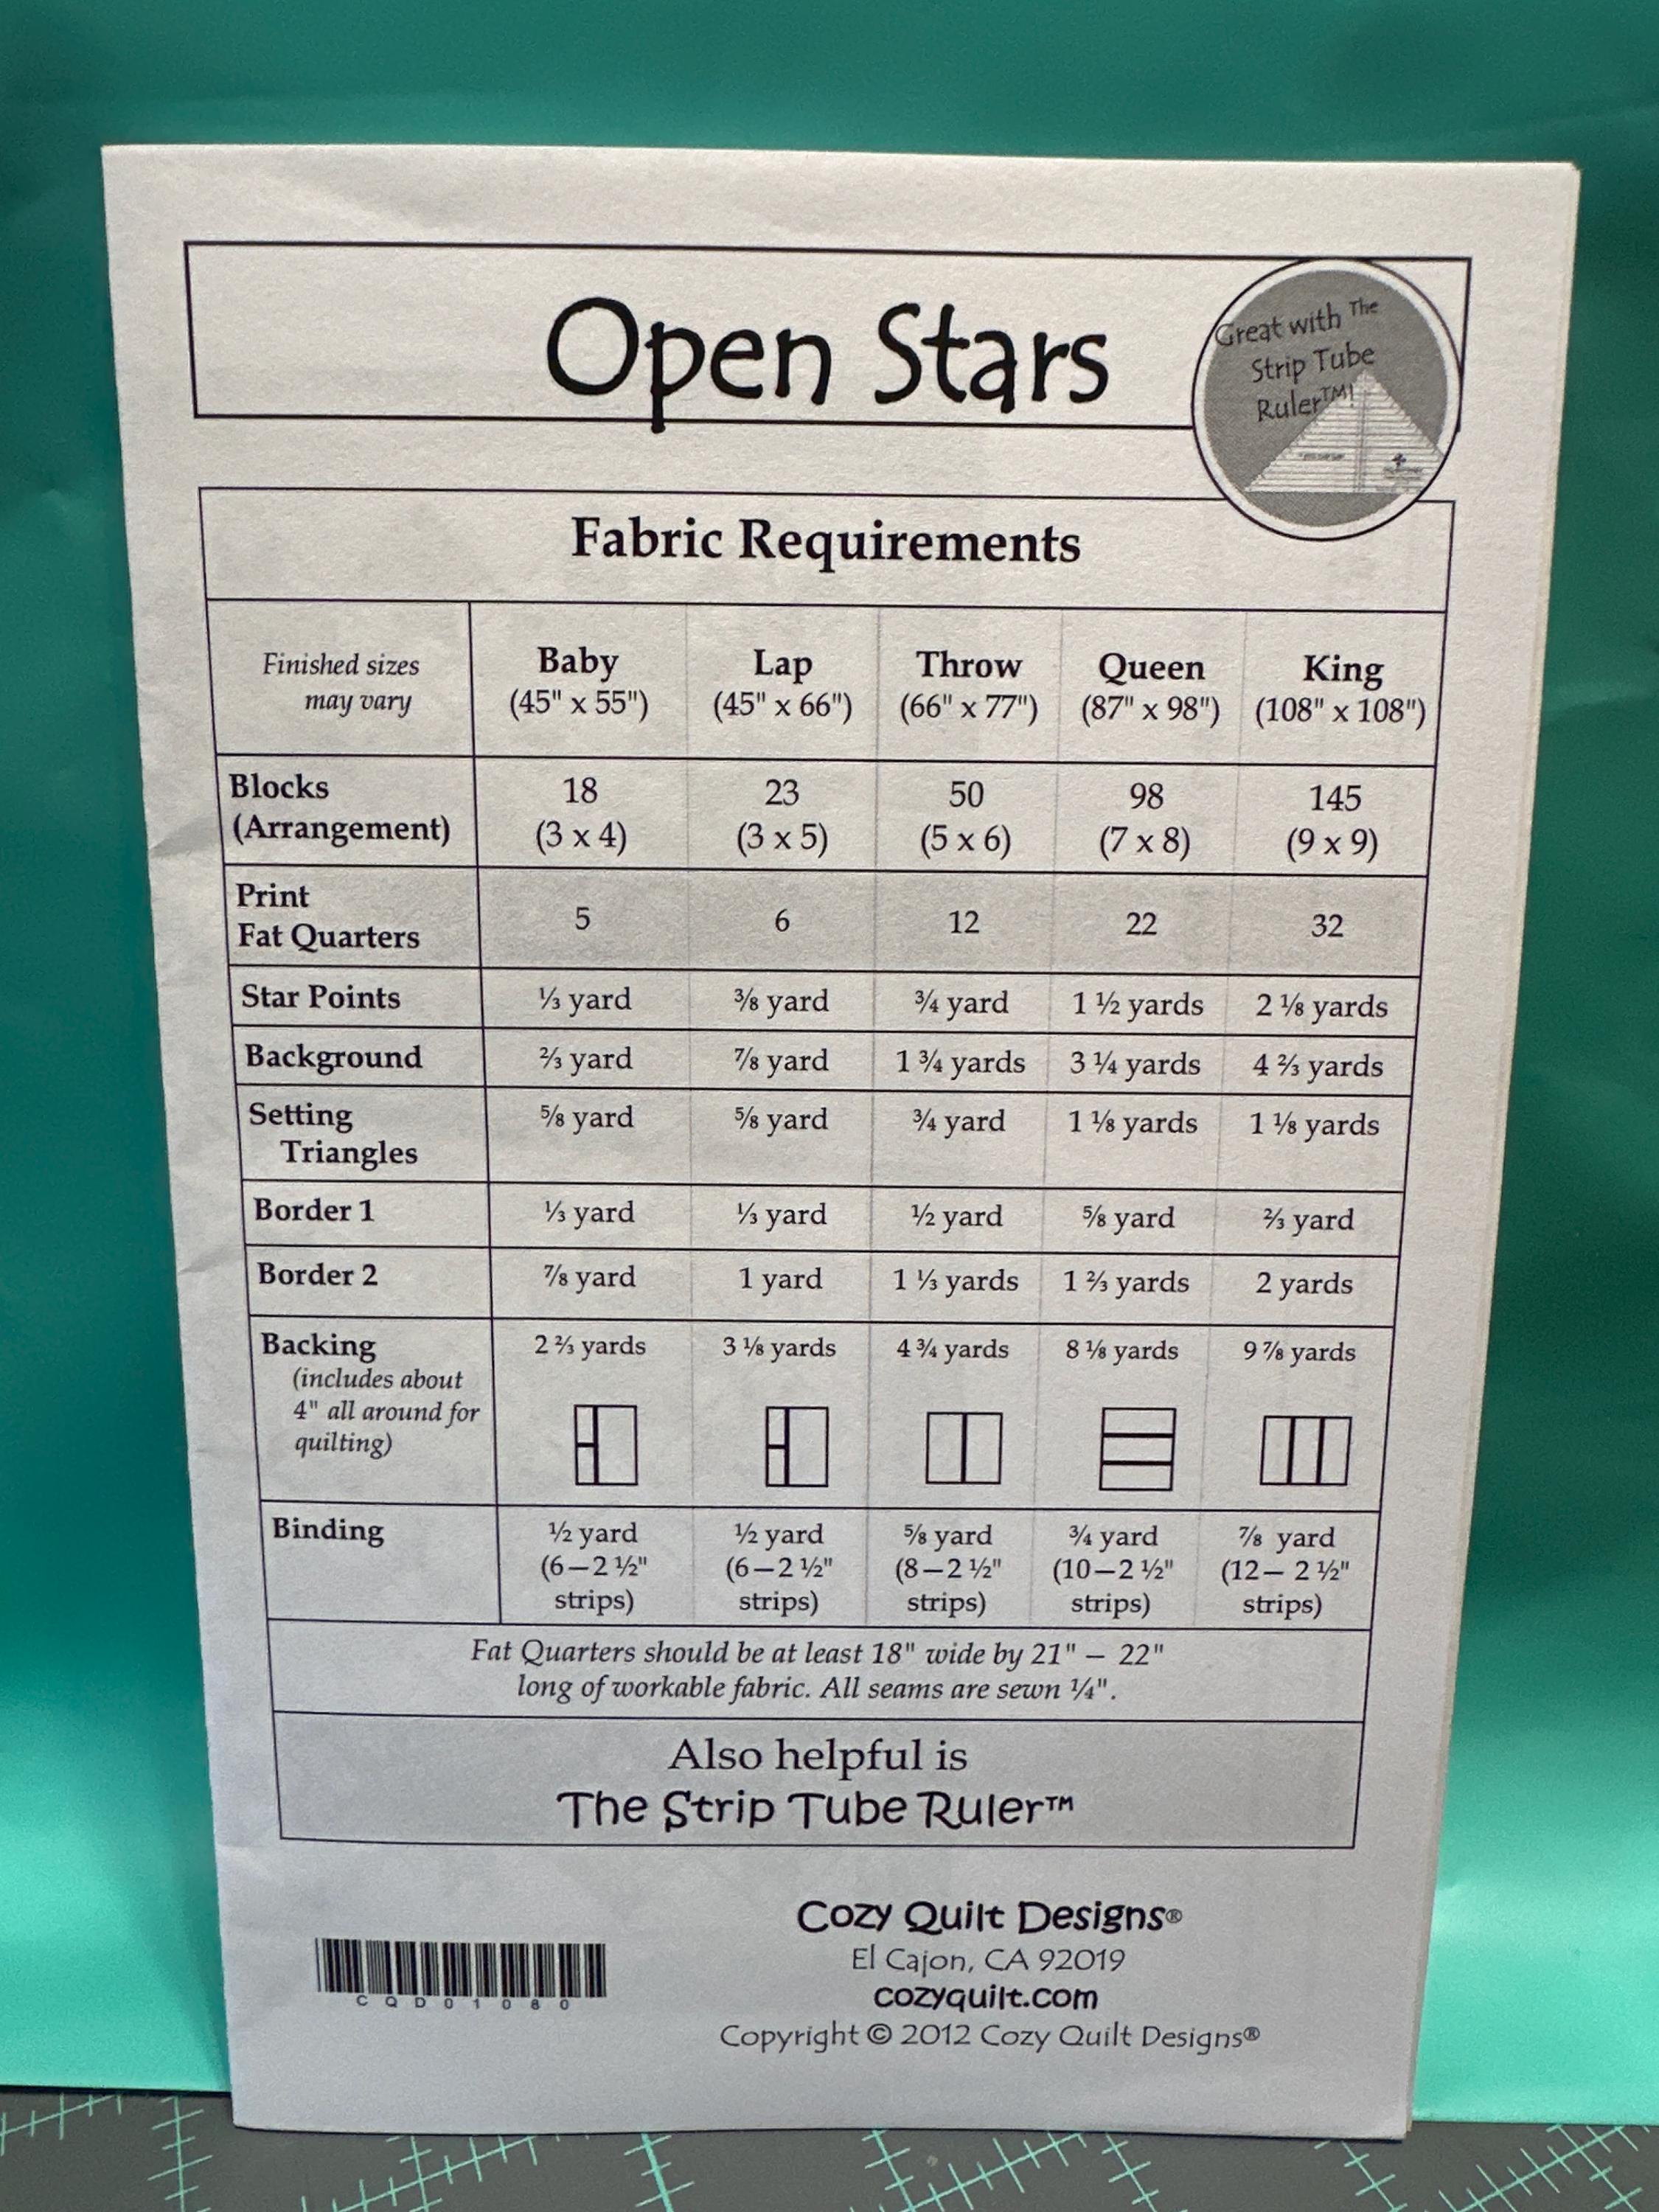 Open Stars
Great with The
Strip Tube
Ruler™!
Fabric Requirements
Finished sizes
may vary
Baby
(45" x 55")
Lap
(45" x 66")
Throw
(66" x 77")
Queen
(87" x 98")
King
(108" x 108")
Blocks
(Arrangement)
18
(3 x 4)
23
(3 x 5)
50
(5 x 6)
98
(7 x 8)
145
(9 x 9)
Print
Fat Quarters
5
6
12
22
32
Star Points
⅓ yard
⅜ yard
¾ yard
1 ½ yards
2 ⅛ yards
Background
⅔ yard
⅞ yard
1 ¾ yards
3 ¼ yards
4 ⅔ yards
Setting
Triangles
⅝ yard
⅝ yard
¾ yard
1 ⅛ yards
1 ⅛ yards
Border 1
⅓ yard
⅓ yard
½ yard
⅝ yard
⅔ yard
Border 2
⅞ yard
1 yard
1 ⅓ yards
1 ⅔ yards
2 yards
Backing
(includes about
4" all around for
quilting)
2 ⅔ yards
3 ⅛ yards
4 ¾ yards
8 ⅛ yards
9 ⅞ yards
Binding
½ yard
(6–2 ½"
strips)
½ yard
(6–2 ½"
strips)
⅝ yard
(8–2 ½"
strips)
¾ yard
(10–2 ½"
strips)
⅞ yard
(12– 2 ½"
strips)
Fat Quarters should be at least 18" wide by 21" – 22"
long of workable fabric. All seams are sewn ¼".
Also helpful is
The Strip Tube Ruler™
Cozy Quilt Designs®
El Cajon, CA 92019
cozyquilt.com
Copyright © 2012 Cozy Quilt Designs®
CQD01080